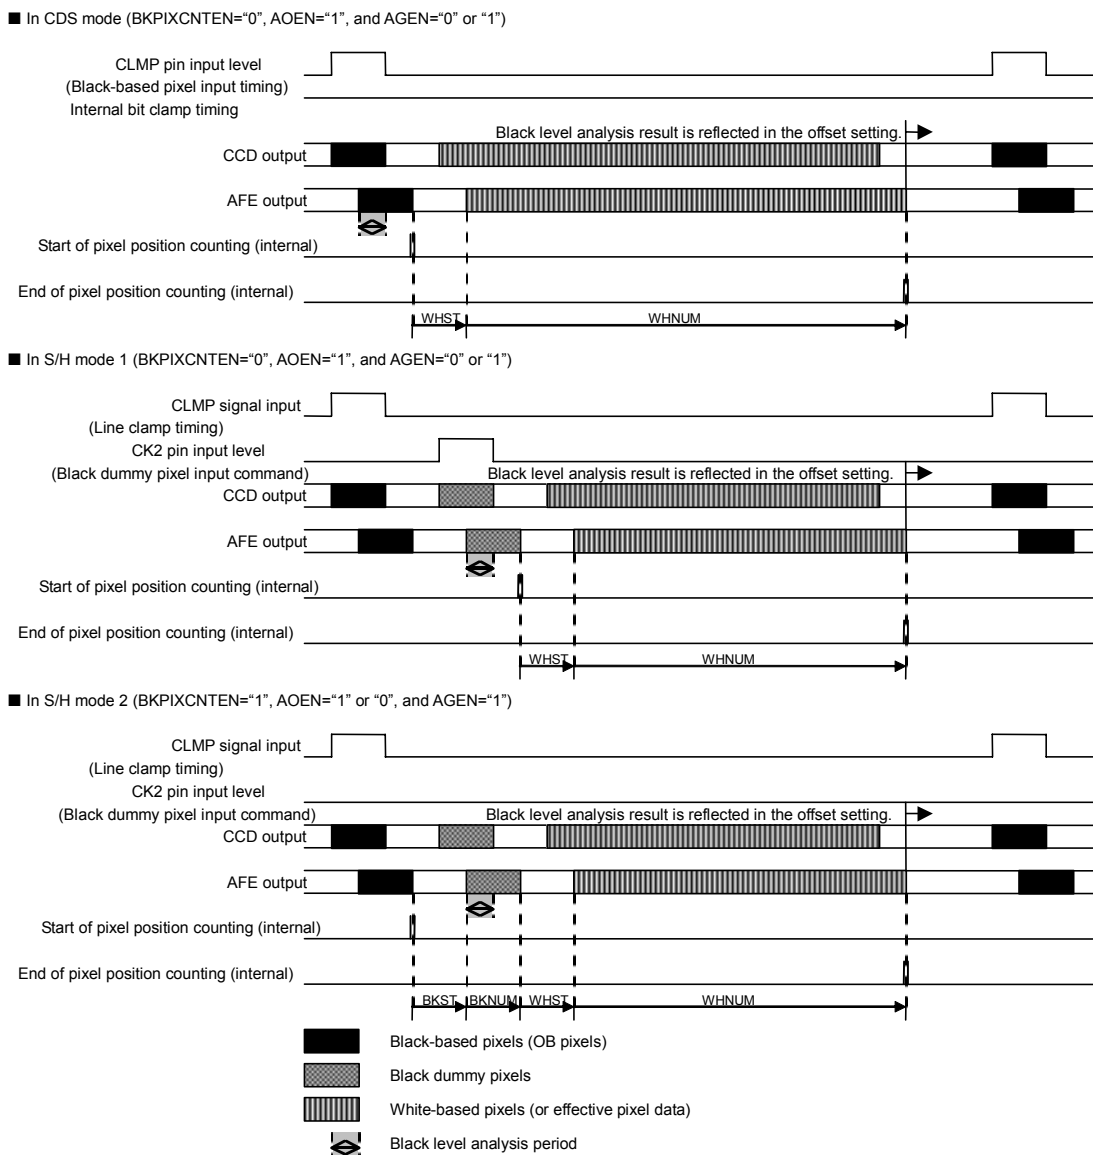 ■ In CDS mode (BKPIXCNTEN=“0”, AOEN=“1”, and AGEN=“0” or “1”)
CLMP pin input level
(Black-based pixel input timing)
Internal bit clamp timing
Black level analysis result is reflected in the offset setting.
CCD output
AFE output
Start of pixel position counting (internal)
End of pixel position counting (internal)
WHST
WHNUM
■ In S/H mode 1 (BKPIXCNTEN=“0”, AOEN=“1”, and AGEN=“0” or “1”)
CLMP signal input
(Line clamp timing)
CK2 pin input level
(Black dummy pixel input command)
Black level analysis result is reflected in the offset setting.
CCD output
AFE output
Start of pixel position counting (internal)
End of pixel position counting (internal)
WHST
WHNUM
■ In S/H mode 2 (BKPIXCNTEN=“1”, AOEN=“1” or “0”, and AGEN=“1”)
CLMP signal input
(Line clamp timing)
CK2 pin input level
(Black dummy pixel input command)
Black level analysis result is reflected in the offset setting.
CCD output
AFE output
Start of pixel position counting (internal)
End of pixel position counting (internal)
BKST
BKNUM
WHST
WHNUM
Black-based pixels (OB pixels)
Black dummy pixels
White-based pixels (or effective pixel data)
Black level analysis period